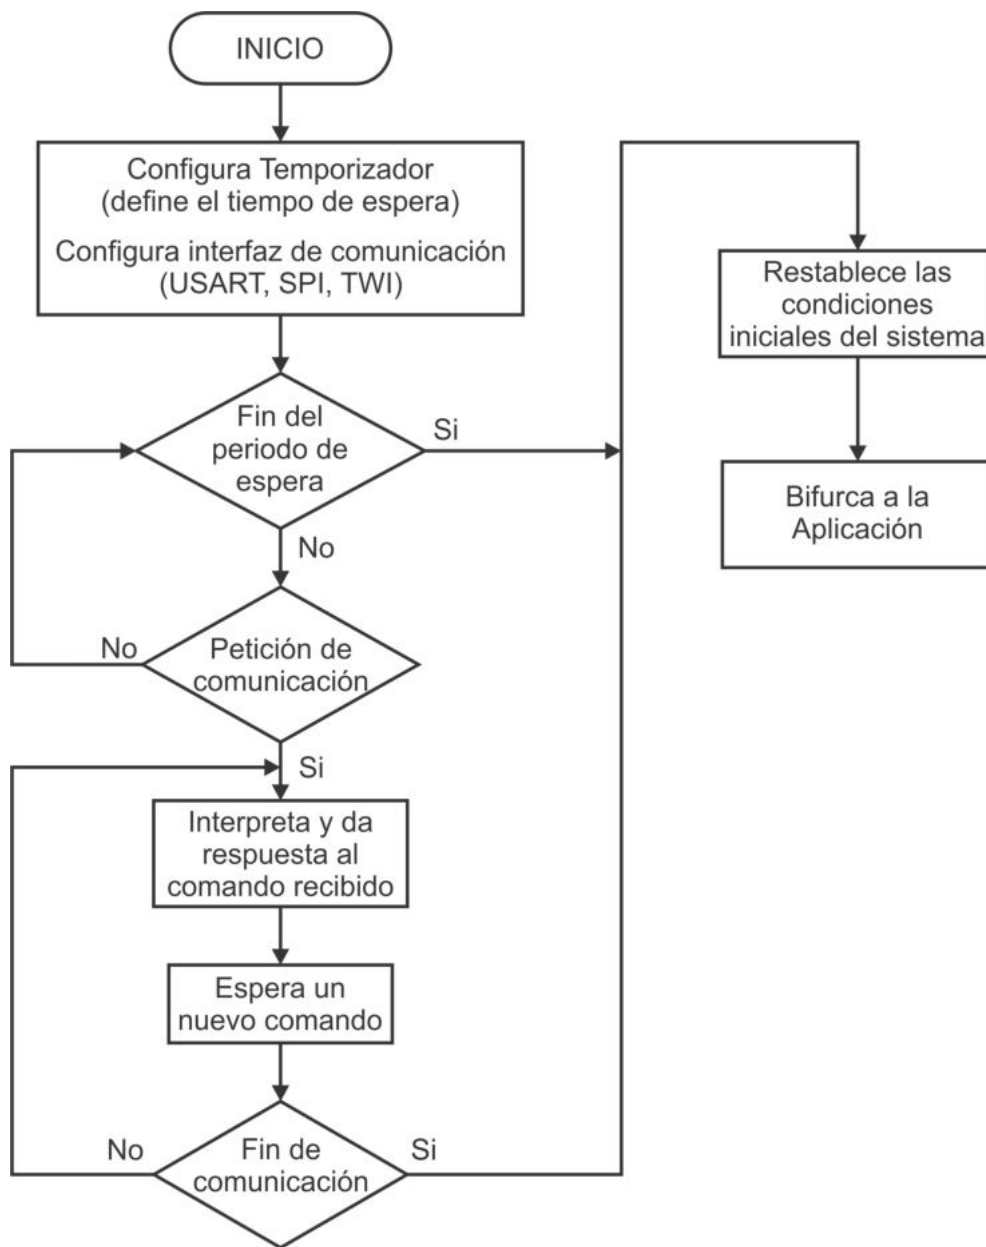 INICIO
Configura Temporizador
(define el tiempo de espera)
Configura interfaz de comunicación
(USART, SPI, TWI)
Fin del
periodo de
espera
Si
No
Petición de
comunicación
No
Si
Interpreta y da
respuesta al
comando recibido
Espera un
nuevo comando
Fin de
comunicación
No
Si
Restablece las
condiciones
iniciales del sistema
Bifurca a la
Aplicación